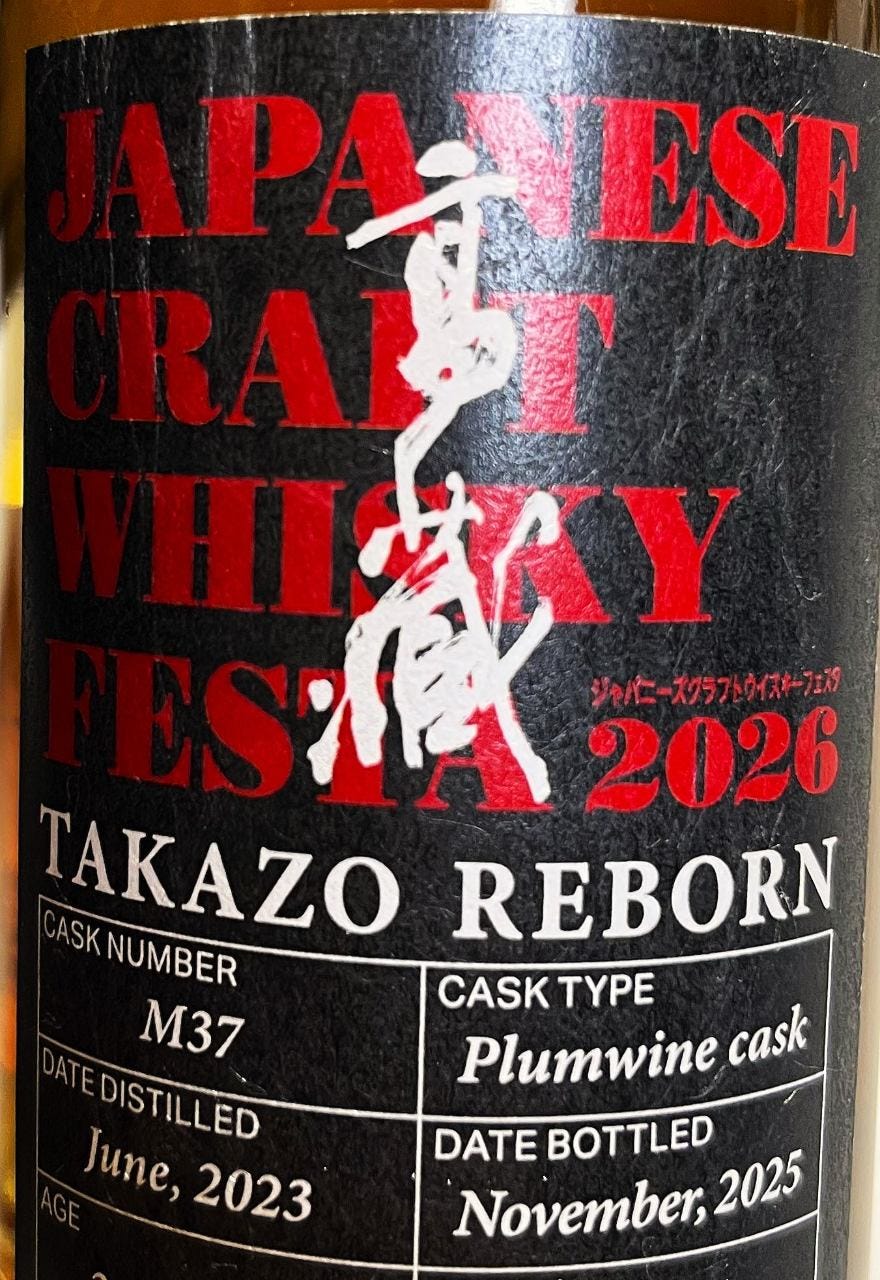 JAPANESE
CRAFT
WHISKY
FESTA
ジャパニーズクラフトウイスキーフェスタ
2026
高藏
TAKAZO REBORN
CASK NUMBER
M37
CASK TYPE
Plumwine cask
DATE DISTILLED
June, 2023
DATE BOTTLED
November, 2025
AGE